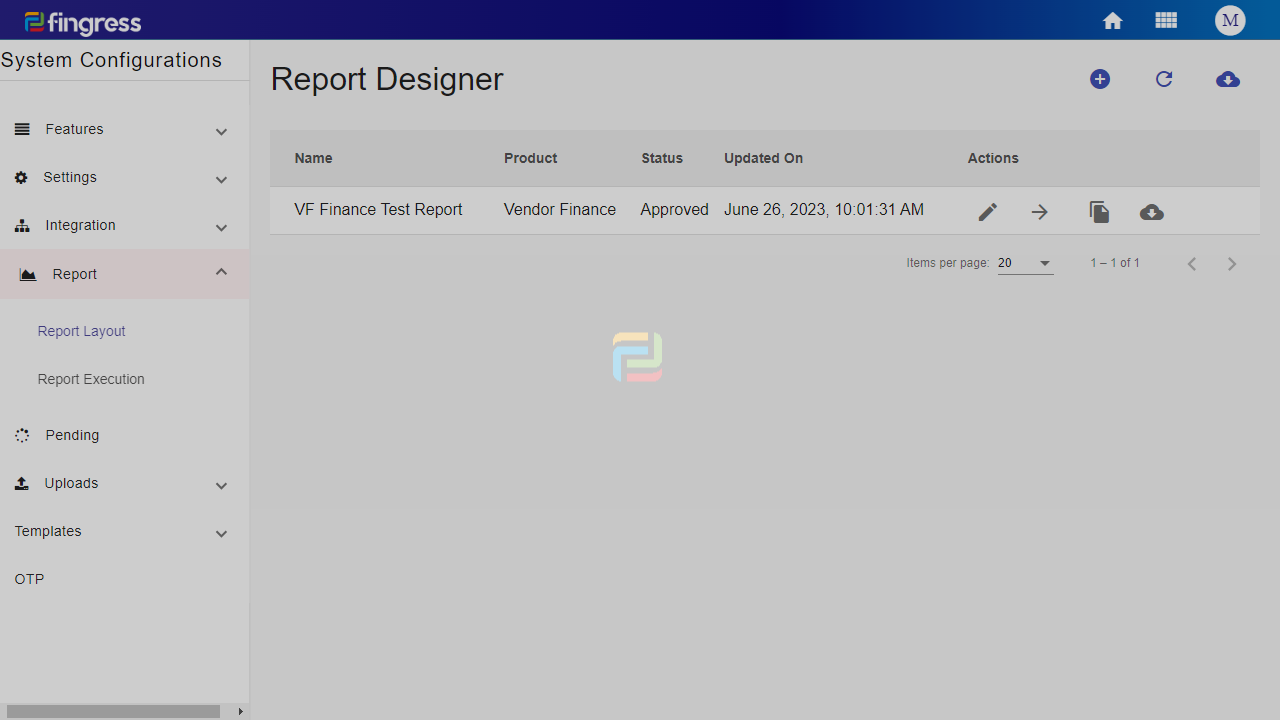 fingress
M
System Configurations
Report Designer
Features
Settings
Integration
Report
Report Layout
Report Execution
Pending
Uploads
Templates
OTP
Name Product Status Updated On Actions
VF Finance Test Report Vendor Finance Approved June 26, 2023, 10:01:31 AM
Items per page: 20 1 – 1 of 1